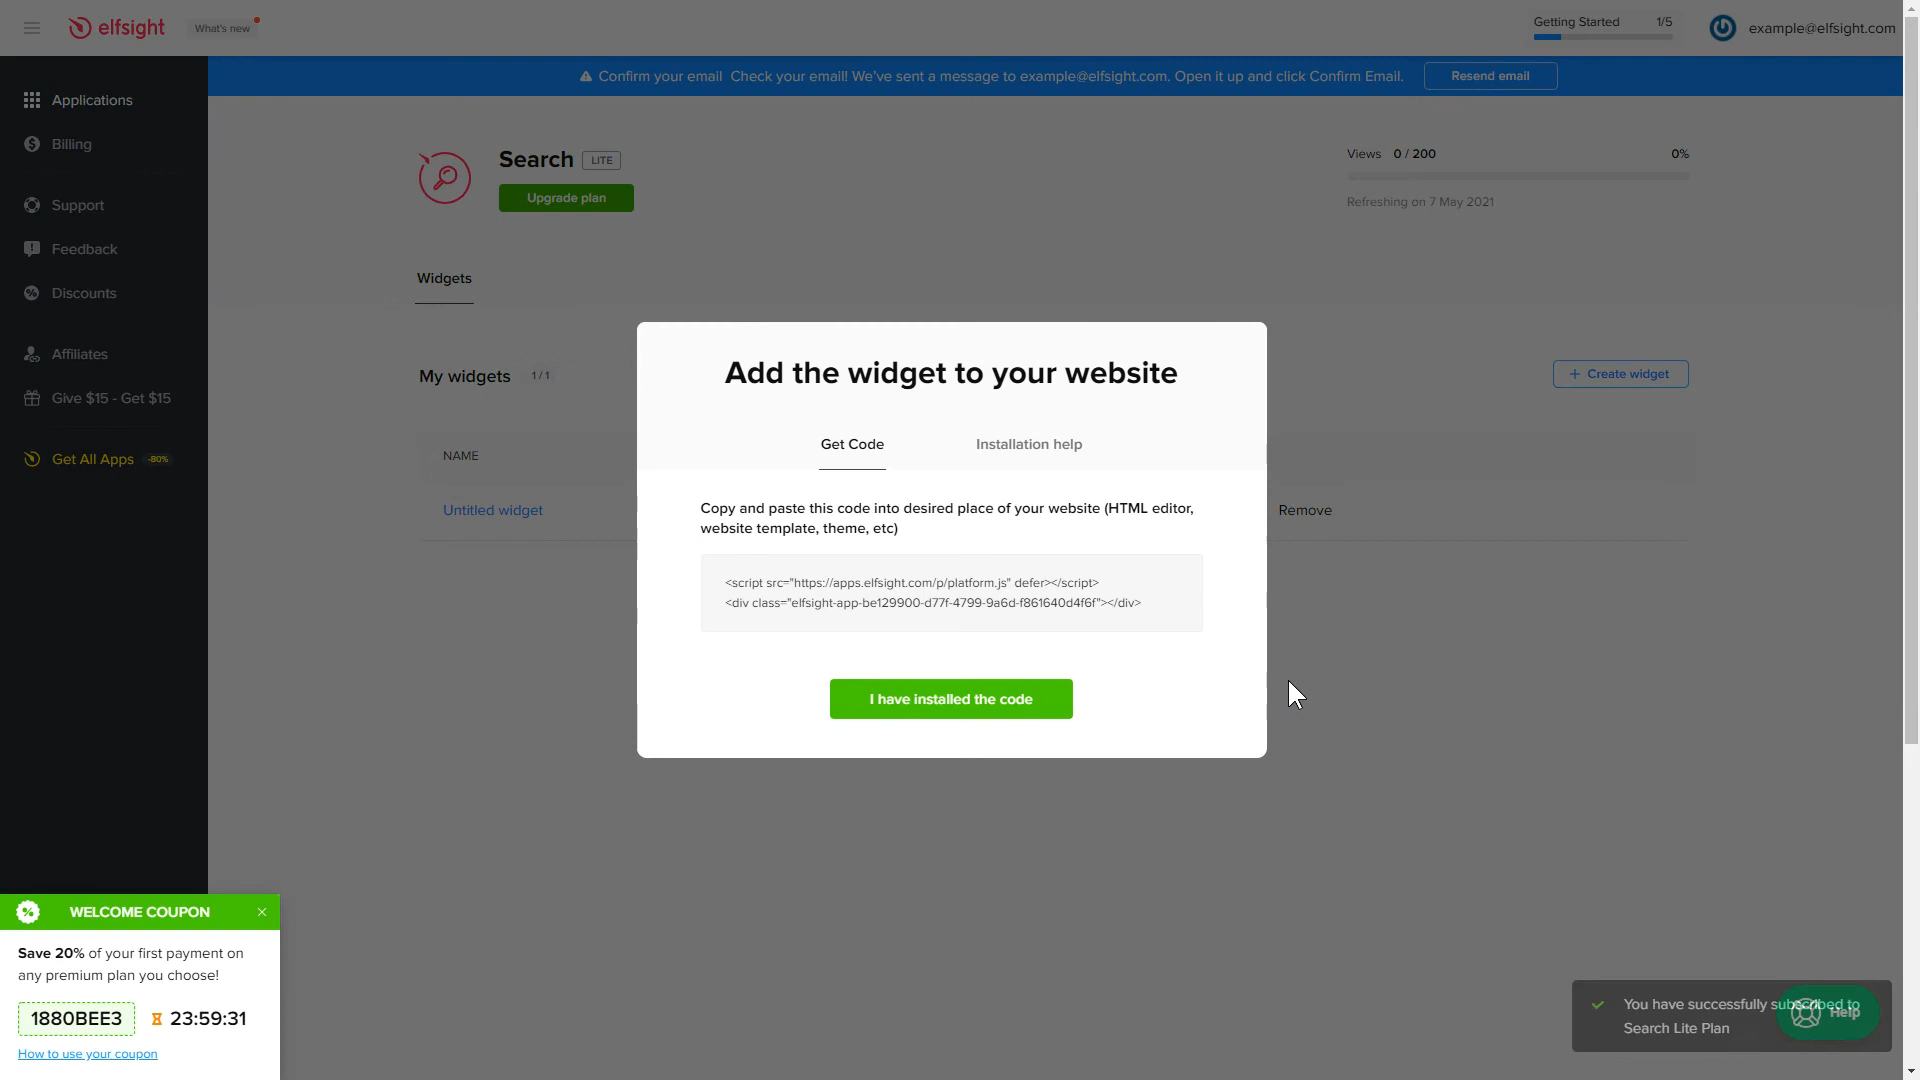 elfsight
What's new
Getting Started 1/5
example@elfsight.com
Confirm your email Check your email! We've sent a message to example@elfsight.com. Open it up and click Confirm Email.
Resend email
Applications
Billing
Support
Feedback
Discounts
Affiliates
Give $15 - Get $15
Get All Apps -80%
Search LITE
Upgrade plan
Views 0 / 200 0%
Refreshing on 7 May 2021
Widgets
My widgets 1 / 1
+ Create widget
NAME
Untitled widget
Remove
Add the widget to your website
Get Code Installation help
Copy and paste this code into desired place of your website (HTML editor,
website template, theme, etc)
<script src="https://apps.elfsight.com/p/platform.js" defer></script>
<div class="elfsight-app-be129900-d77f-4799-9a6d-f861640d4f6f"></div>
I have installed the code
WELCOME COUPON
Save 20% of your first payment on
any premium plan you choose!
1880BEE3 23:59:31
How to use your coupon
You have successfully subscribed to
Search Lite Plan
Help